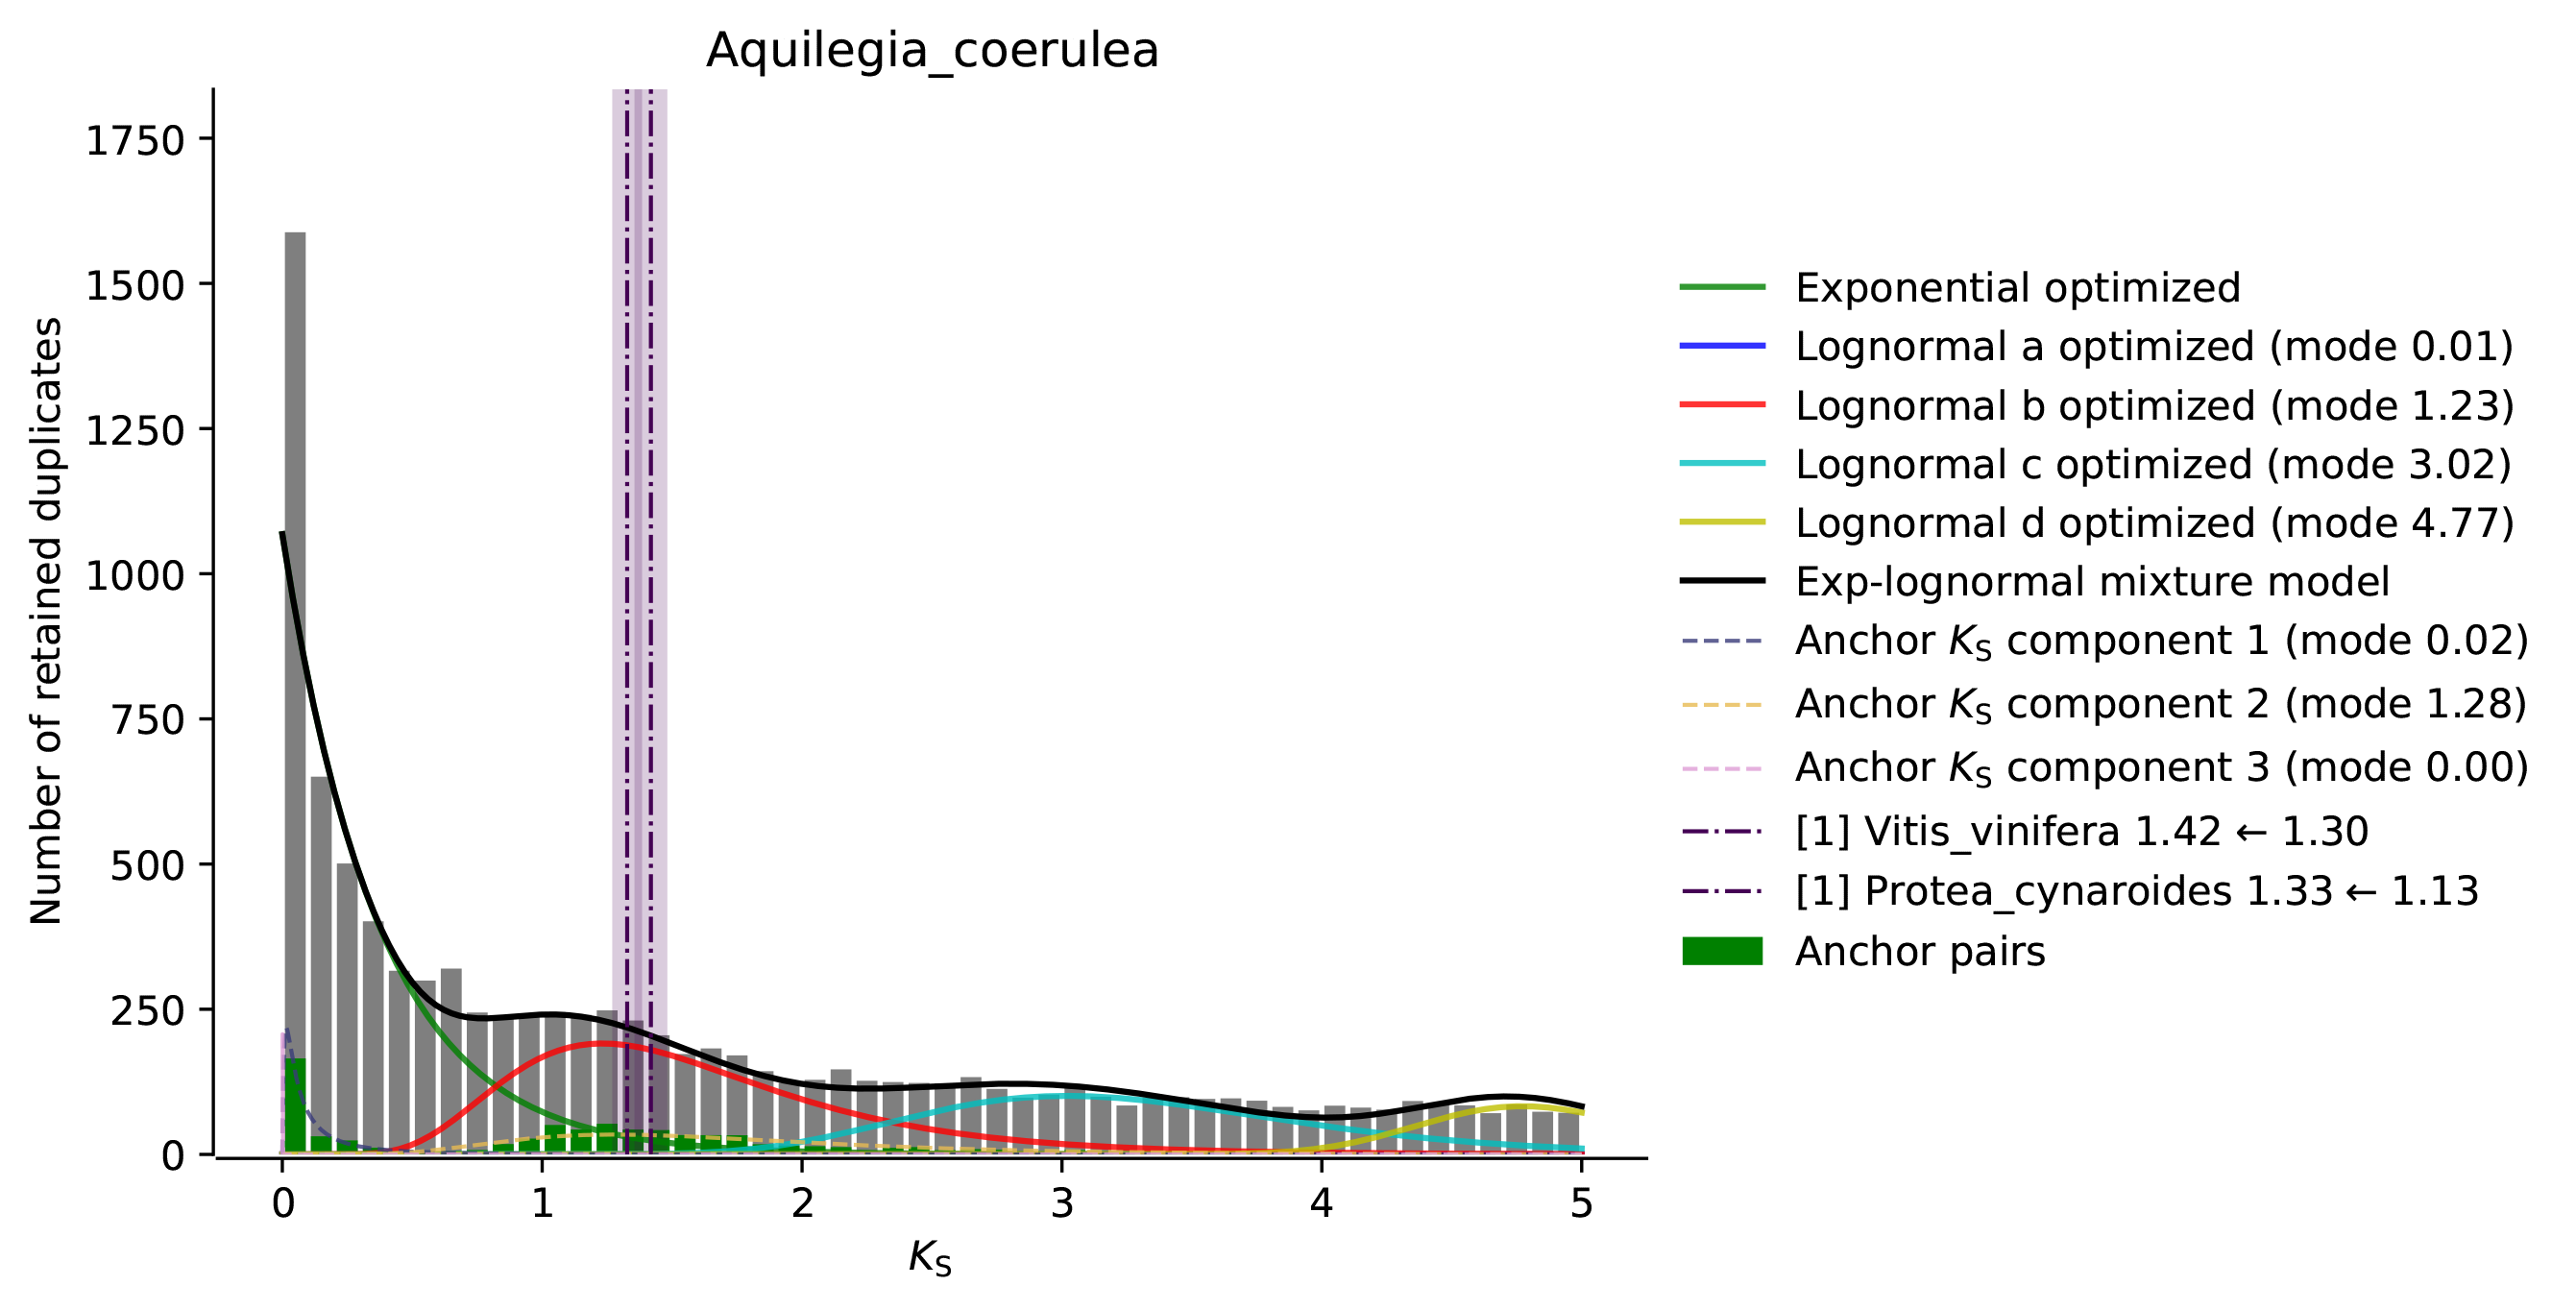 Aquilegia_coerulea
Number of retained duplicates
1750
1500
1250
1000
750
500
250
0
0 1 2 3 4 5
K_S
Exponential optimized
Lognormal a optimized (mode 0.01)
Lognormal b optimized (mode 1.23)
Lognormal c optimized (mode 3.02)
Lognormal d optimized (mode 4.77)
Exp-lognormal mixture model
Anchor K_S component 1 (mode 0.02)
Anchor K_S component 2 (mode 1.28)
Anchor K_S component 3 (mode 0.00)
[1] Vitis_vinifera 1.42 ← 1.30
[1] Protea_cynaroides 1.33 ← 1.13
Anchor pairs